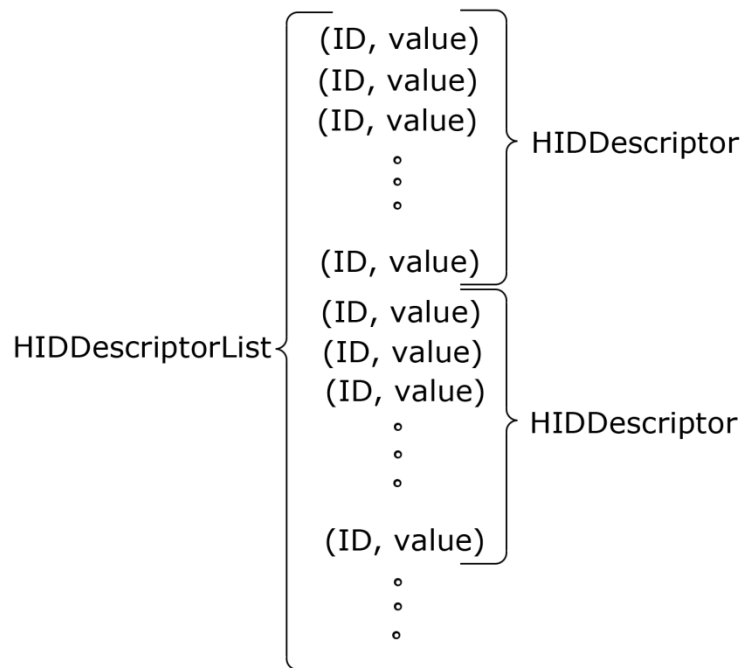 (ID, value)
(ID, value)
(ID, value)
HIDDescriptor
(ID, value)
(ID, value)
HIDDescriptorList
(ID, value)
(ID, value)
HIDDescriptor
(ID, value)